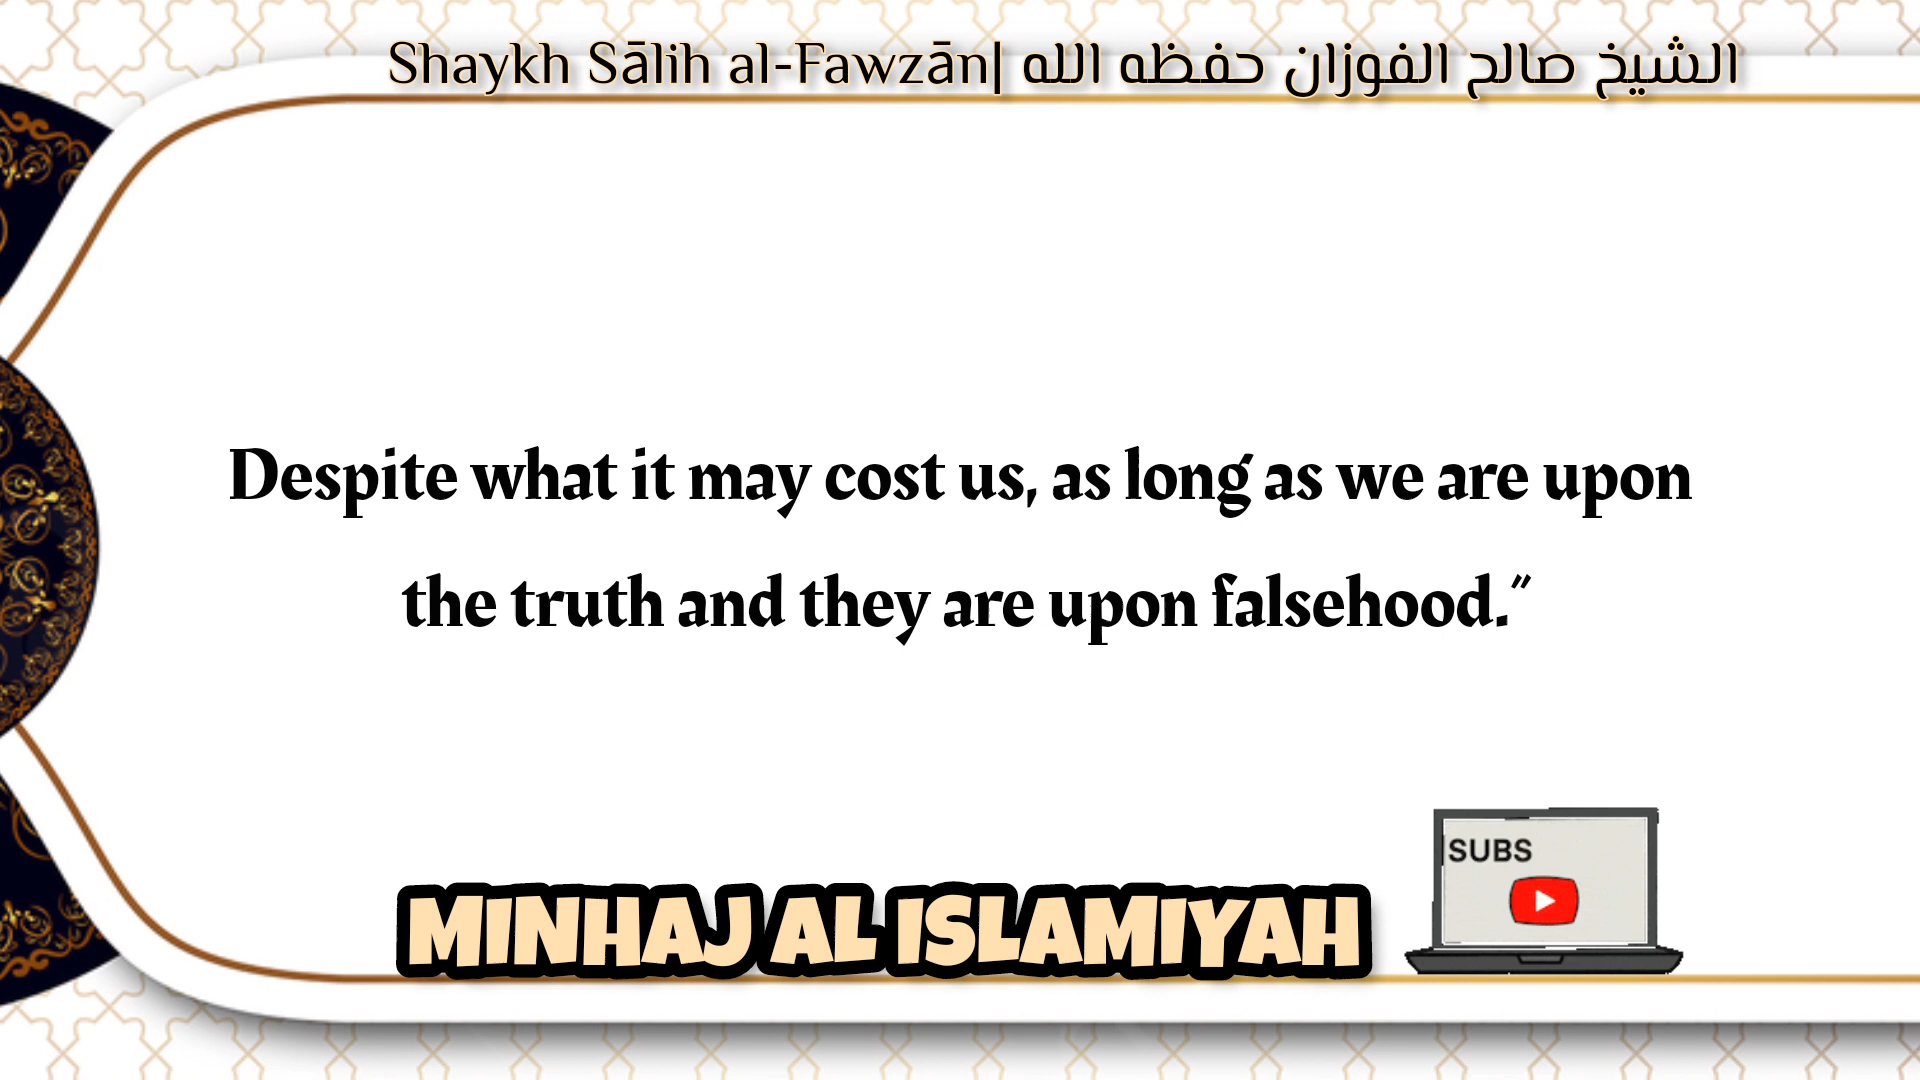 Shaykh Sālih al-Fawzān| الشيخ صالح الفوزان حفظه الله
Despite what it may cost us, as long as we are upon
the truth and they are upon falsehood."
SUBS
MINHAJ AL ISLAMIYAH